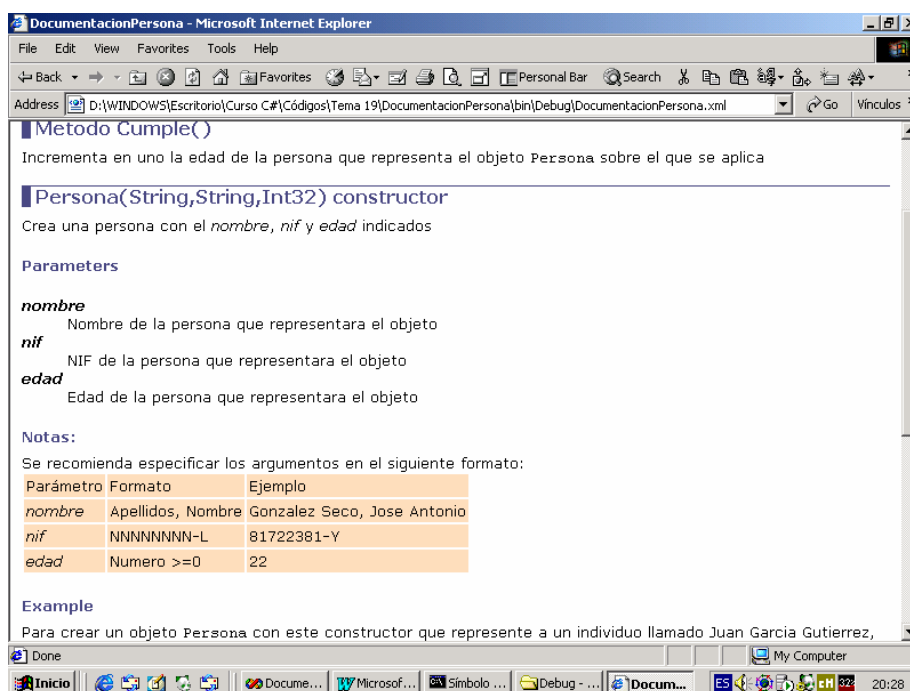 DocumentacionPersona - Microsoft Internet Explorer
File Edit View Favorites Tools Help
Back Favorites Personal Bar Search
Address D:\WINDOWS\Escritorio\Curso C#\Códigos\Tema 19\DocumentacionPersona\bin\Debug\DocumentacionPersona.xml Go Vínculos
Metodo Cumple()
Incrementa en uno la edad de la persona que representa el objeto Persona sobre el que se aplica
Persona(String,String,Int32) constructor
Crea una persona con el nombre, nif y edad indicados
Parameters
nombre
Nombre de la persona que representara el objeto
nif
NIF de la persona que representara el objeto
edad
Edad de la persona que representara el objeto
Notas:
Se recomienda especificar los argumentos en el siguiente formato:
Parámetro Formato Ejemplo
nombre Apellidos, Nombre Gonzalez Seco, Jose Antonio
nif NNNNNNNN-L 81722381-Y
edad Numero >=0 22
Example
Para crear un objeto Persona con este constructor que represente a un individuo llamado Juan Garcia Gutierrez,
Done My Computer
Inicio Docume... Microsof... Símbolo ... Debug - ... Docum... ES 20:28